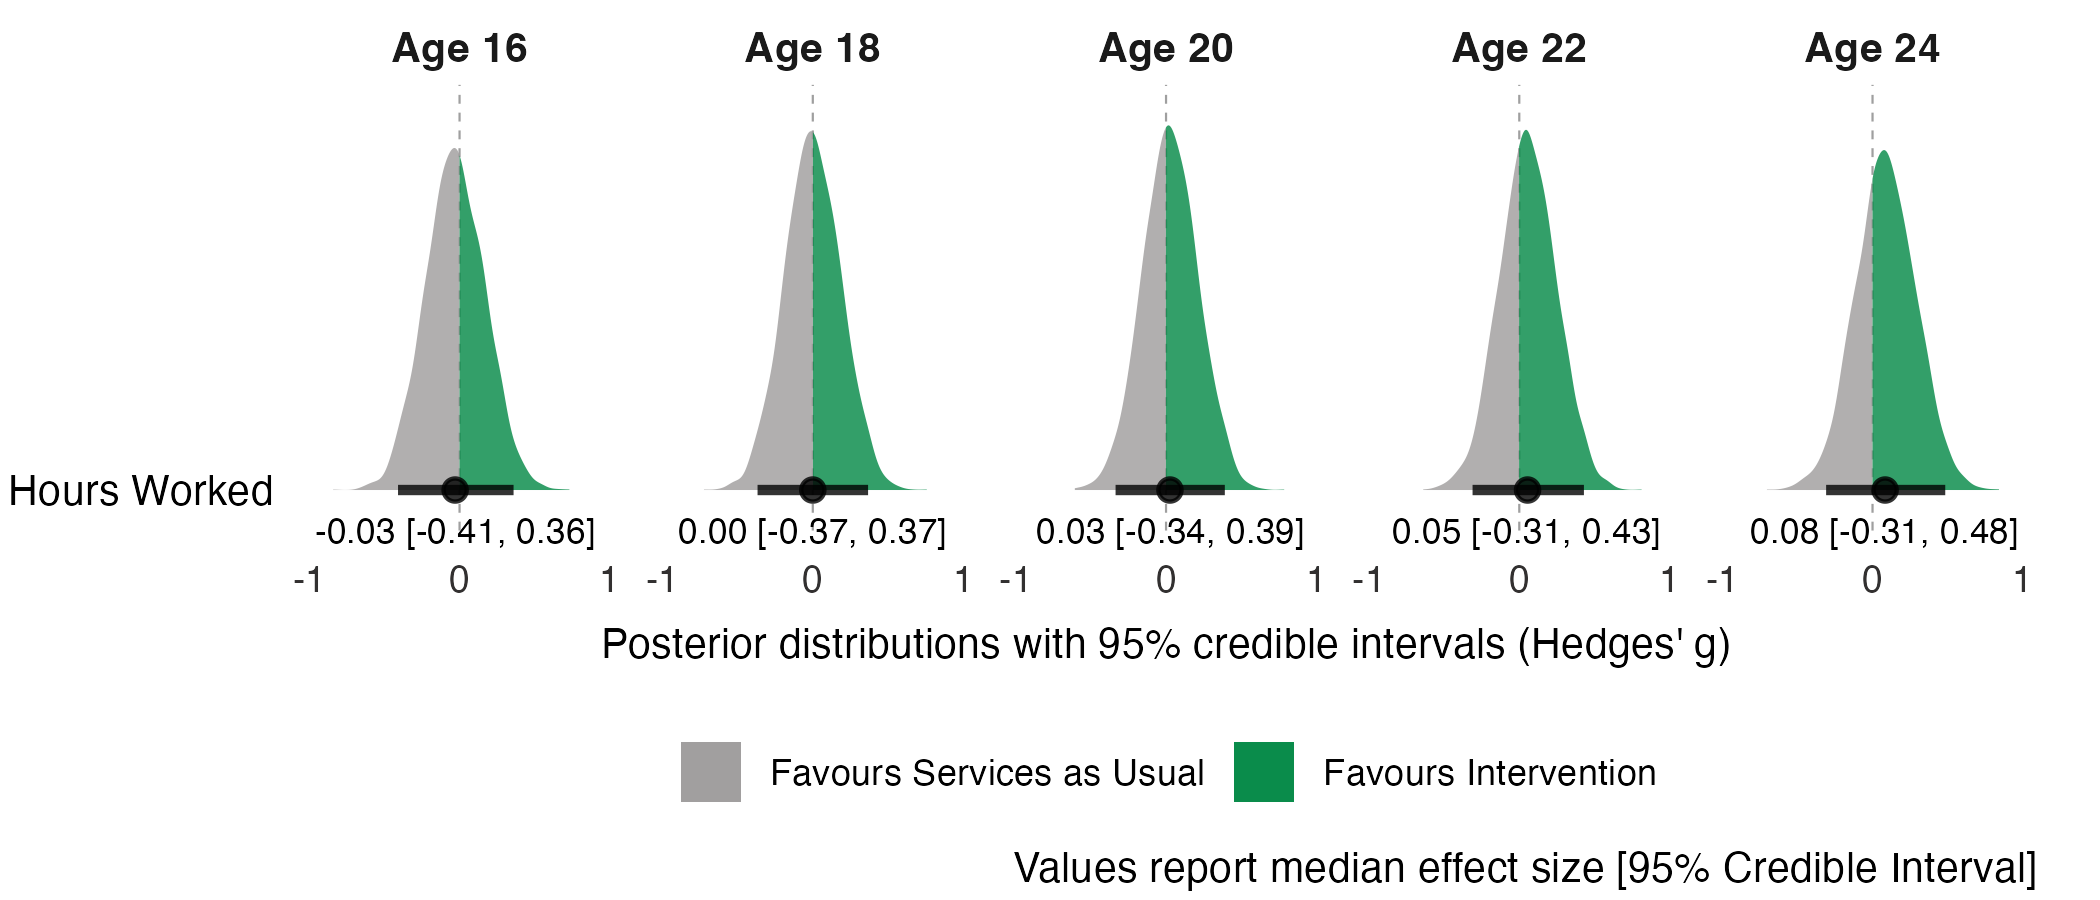 Age 16 Age 18 Age 20 Age 22 Age 24
Hours Worked
-0.03 [-0.41, 0.36] 0.00 [-0.37, 0.37] 0.03 [-0.34, 0.39] 0.05 [-0.31, 0.43] 0.08 [-0.31, 0.48]
-1 0 1 -1 0 1 -1 0 1 -1 0 1 -1 0 1
Posterior distributions with 95% credible intervals (Hedges' g)
Favours Services as Usual Favours Intervention
Values report median effect size [95% Credible Interval]